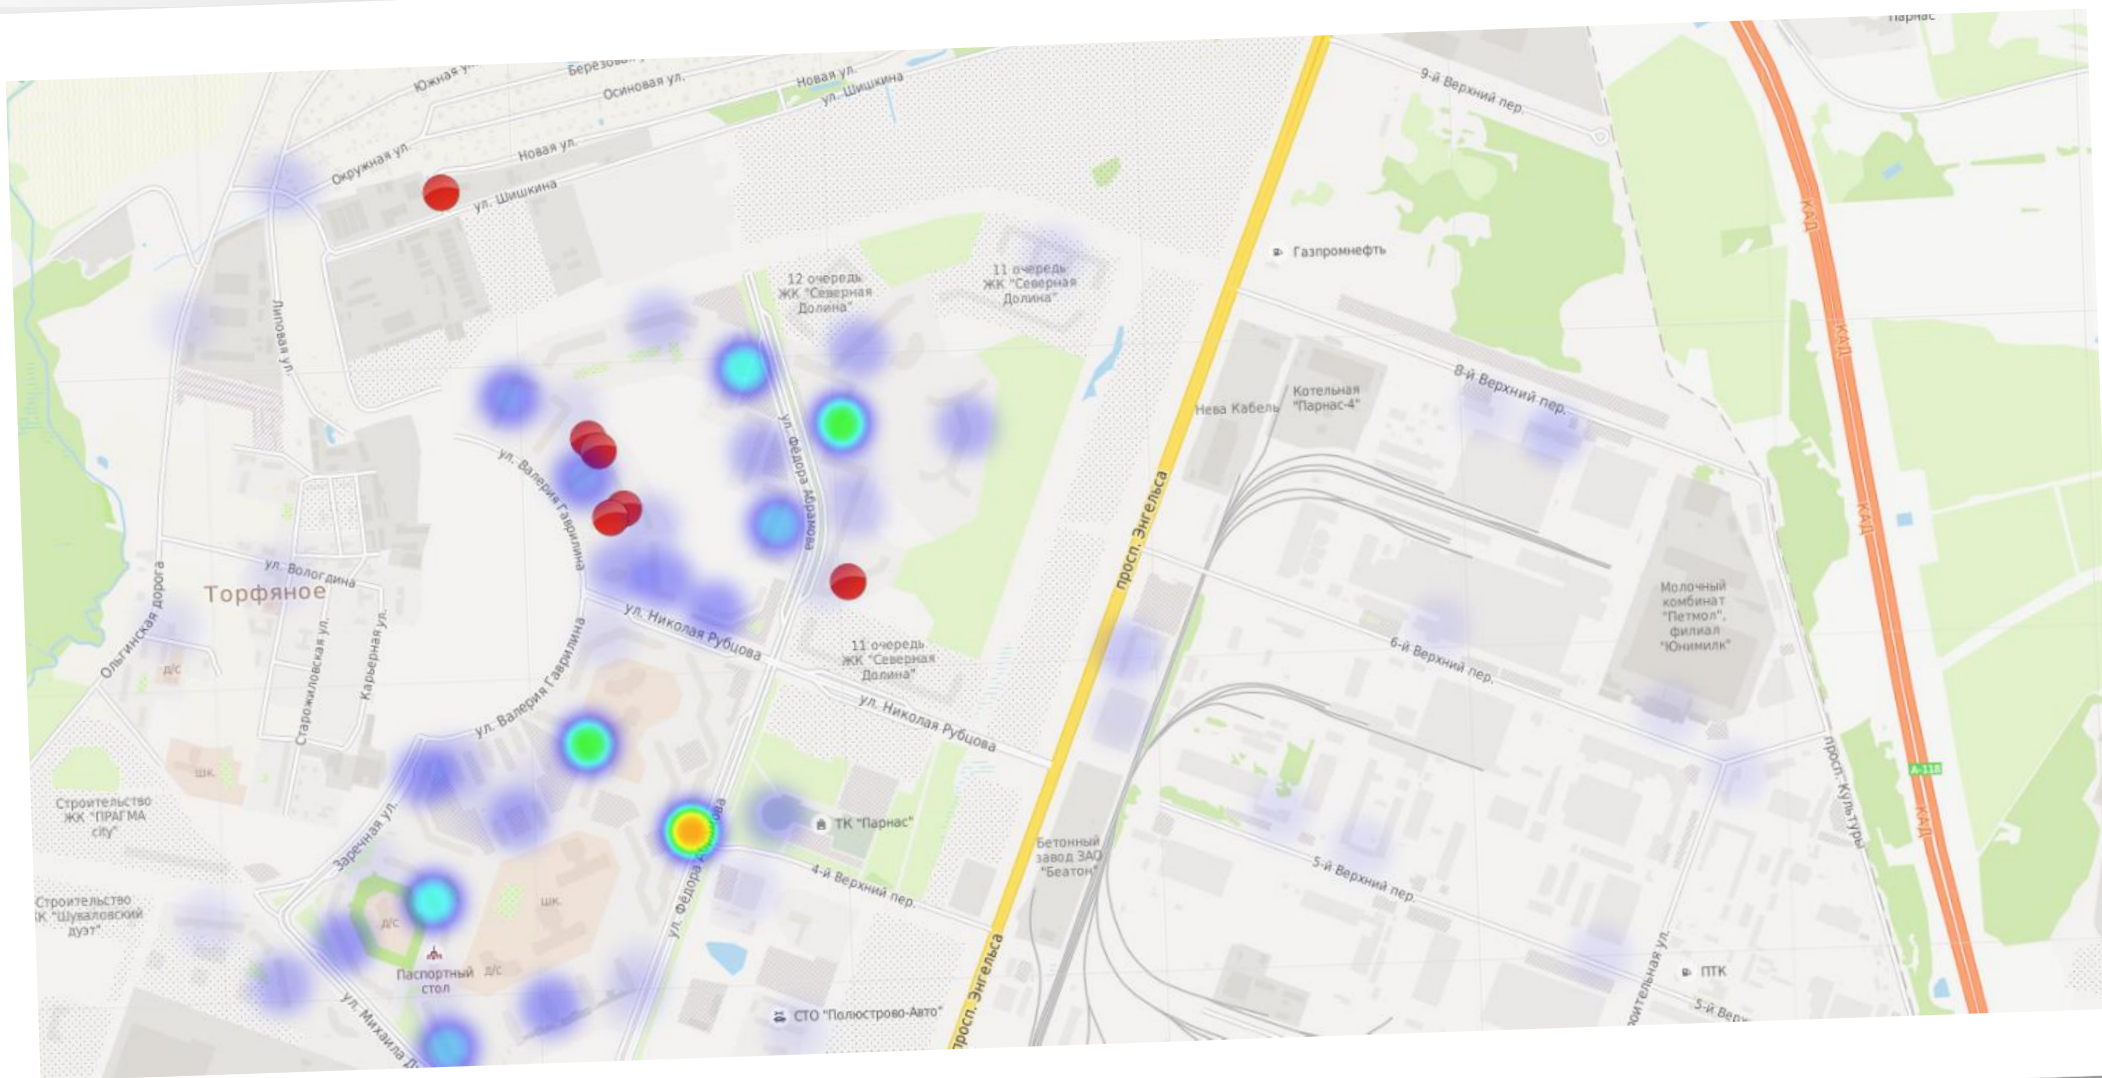 Парнас
Южная ул.
Осиновая ул.
Новая ул.
ул. Шишкина
9-й Верхний пер.
Окружная ул.
Новая ул.
ул. Шишкина
КАД
Газпромнефть
12 очередь
ЖК "Северная
Долина"
11 очередь
ЖК "Северная
Долина"
Липовая ул.
КАД
8-й Верхний пер.
Котельная
"Парнас-4"
Нева Кабель
ул. Фёдора Абрамова
ул. Валерия Гаврилина
просп. Энгельса
КАД
ул. Вологдина
Торфяное
Ольгинская дорога
Молочный
комбинат
"Петмол",
филиал
"Юнимилк"
ул. Николая Рубцова
6-й Верхний пер.
11 очередь
ЖК "Северная
Долина"
д/с
Старожиловская ул.
Карьерная ул.
ул. Валерия Гаврилина
ул. Николая Рубцова
шк.
А-118
просп. Культуры
Строительство
ЖК "ПРАГМА
city"
Заречная ул.
ТК "Парнас"
КАД
Бетонный
завод ЗАО
"Беатон"
4-й Верхний пер.
5-й Верхний пер.
ул. Фёдора
шк.
Строительство
"Шуваловский
дуэт"
д/с
Паспортный
стол
д/с
просп. Энгельса
ПТК
ул. Михаила
СТО "Полюстрово-Авто"
5-й